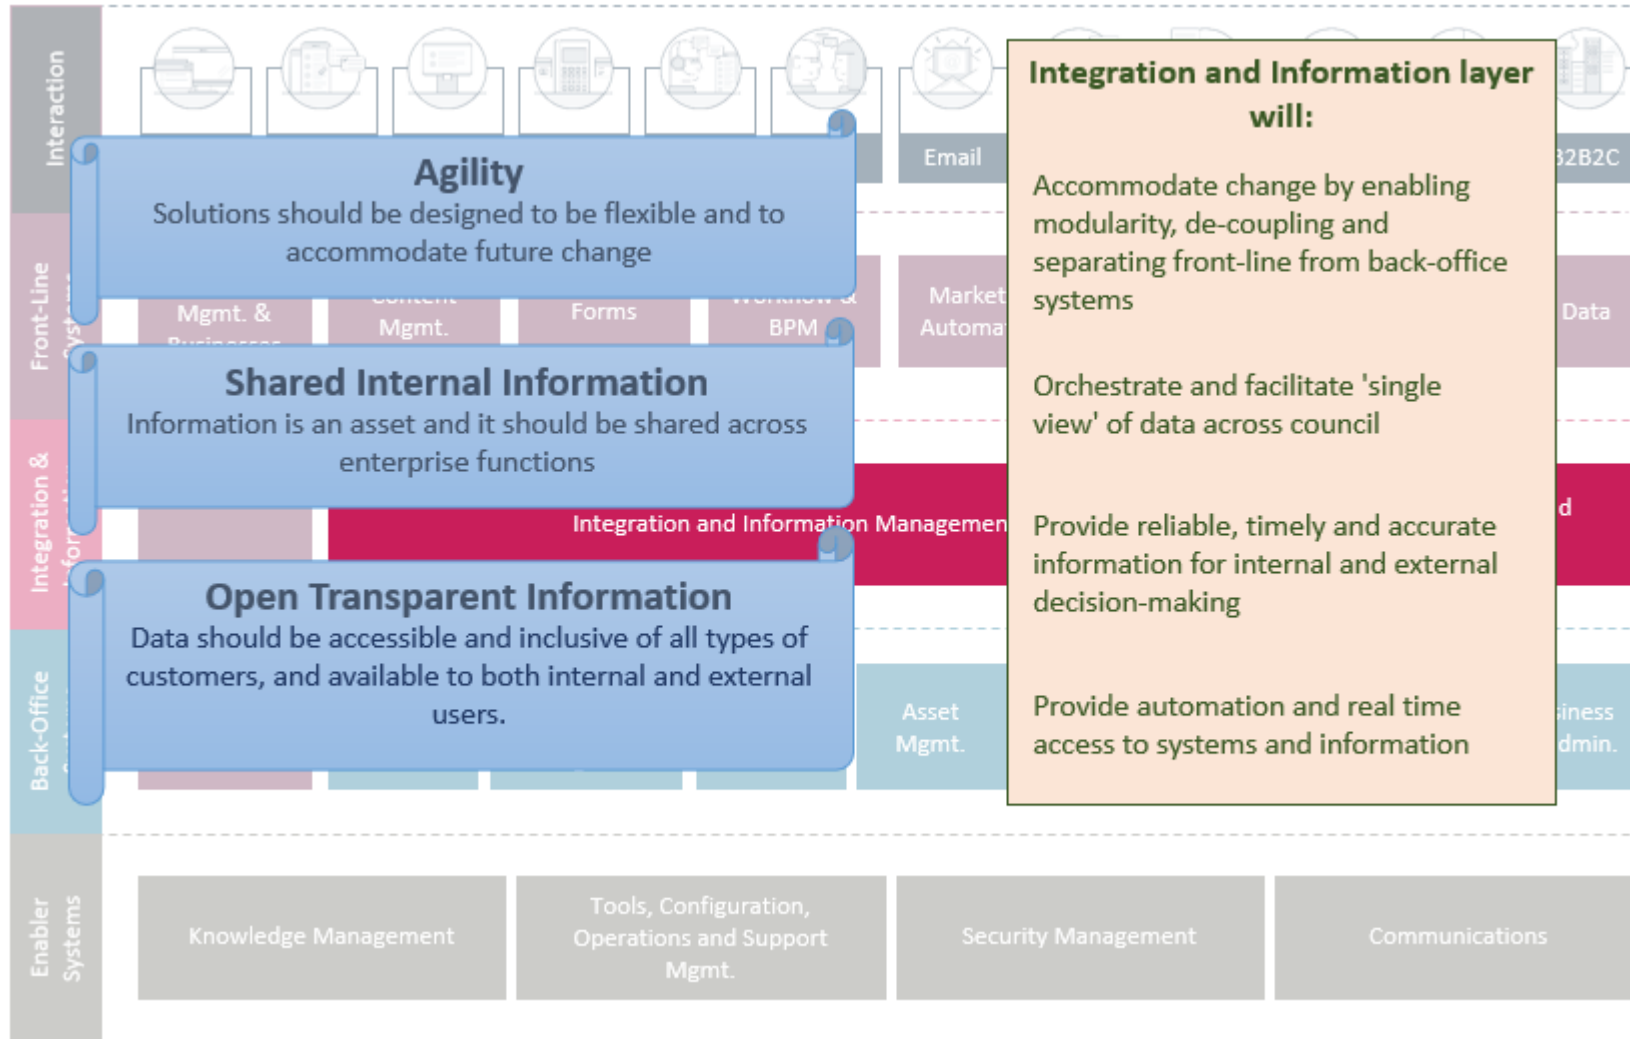 Interaction
Email
B2B2C
Agility
Solutions should be designed to be flexible and to
accommodate future change
Integration and Information layer
will:
Accommodate change by enabling
modularity, de-coupling and
separating front-line from back-office
systems
Orchestrate and facilitate 'single
view' of data across council
Provide reliable, timely and accurate
information for internal and external
decision-making
Provide automation and real time
access to systems and information
Front-Line
Systems
Mgmt. &
Businesses
Content
Mgmt.
Forms
Workflow &
BPM
Market
Automa
Data
Shared Internal Information
Information is an asset and it should be shared across
enterprise functions
Integration &
Information
Integration and Information Managemen
d
Open Transparent Information
Data should be accessible and inclusive of all types of
customers, and available to both internal and external
users.
Back-Office
Asset
Mgmt.
siness
dmin.
Enabler
Systems
Knowledge Management
Tools, Configuration,
Operations and Support
Mgmt.
Security Management
Communications